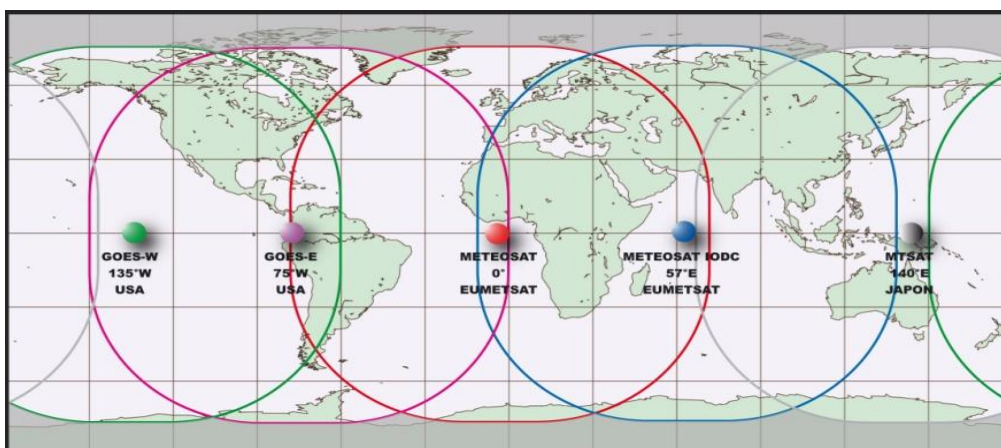 GOES-W
135°W
USA
GOES-E
75°W
USA
METEOSAT
0°
EUMETSAT
METEOSAT IODC
57°E
EUMETSAT
MTSAT
140°E
JAPON